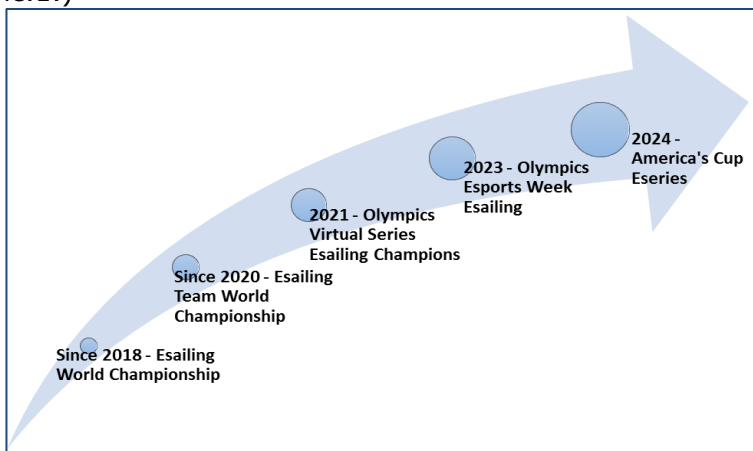 2024 -
America's Cup
Eseries
2023 - Olympics
Esports Week
Esailing
2021 - Olympics
Virtual Series
Esailing Champions
Since 2020 - Esailing
Team World
Championship
Since 2018 - Esailing
World Championship